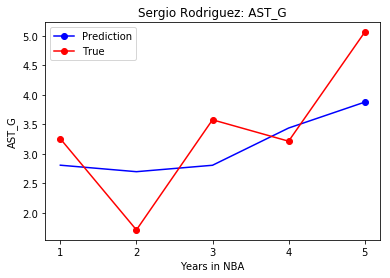 Sergio Rodriguez: AST_G
Prediction
True
5.0
4.5
4.0
3.5
3.0
2.5
2.0
AST_G
1 2 3 4 5
Years in NBA